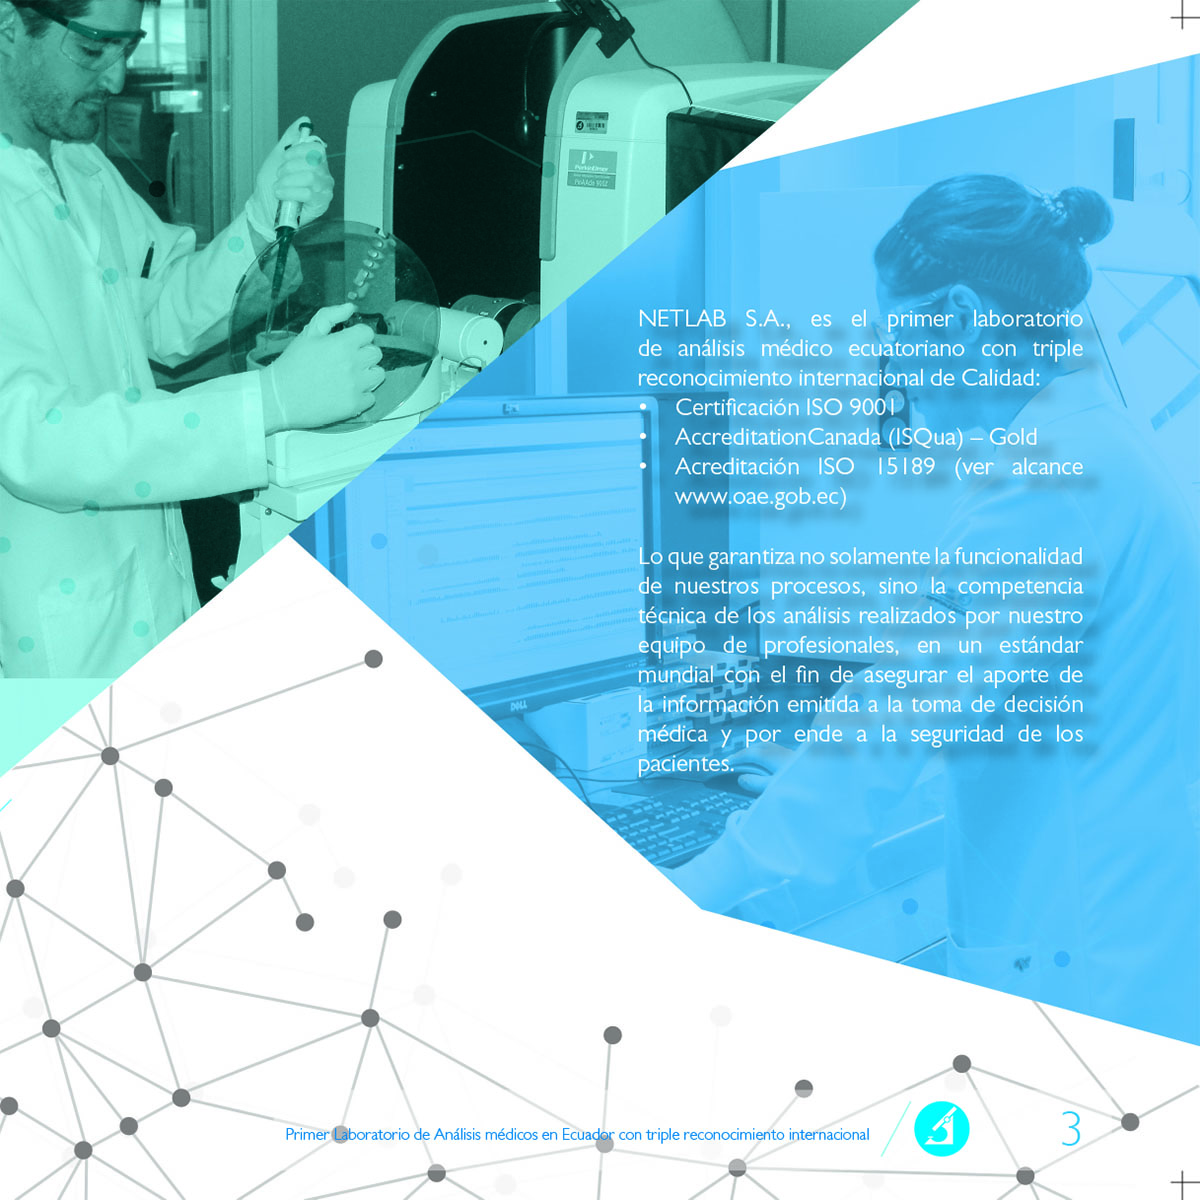 PerkinElmer
PinAAcle 900Z
NETLAB S.A., es el primer laboratorio
de análisis médico ecuatoriano con triple
reconocimiento internacional de Calidad:
• Certificación ISO 9001
• AccreditationCanada (ISQua) – Gold
• Acreditación ISO 15189 (ver alcance
www.oae.gob.ec)
Lo que garantiza no solamente la funcionalidad
de nuestros procesos, sino la competencia
técnica de los análisis realizados por nuestro
equipo de profesionales, en un estándar
mundial con el fin de asegurar el aporte de
la información emitida a la toma de decisión
médica y por ende a la seguridad de los
pacientes.
DELL
Primer Laboratorio de Análisis médicos en Ecuador con triple reconocimiento internacional
3